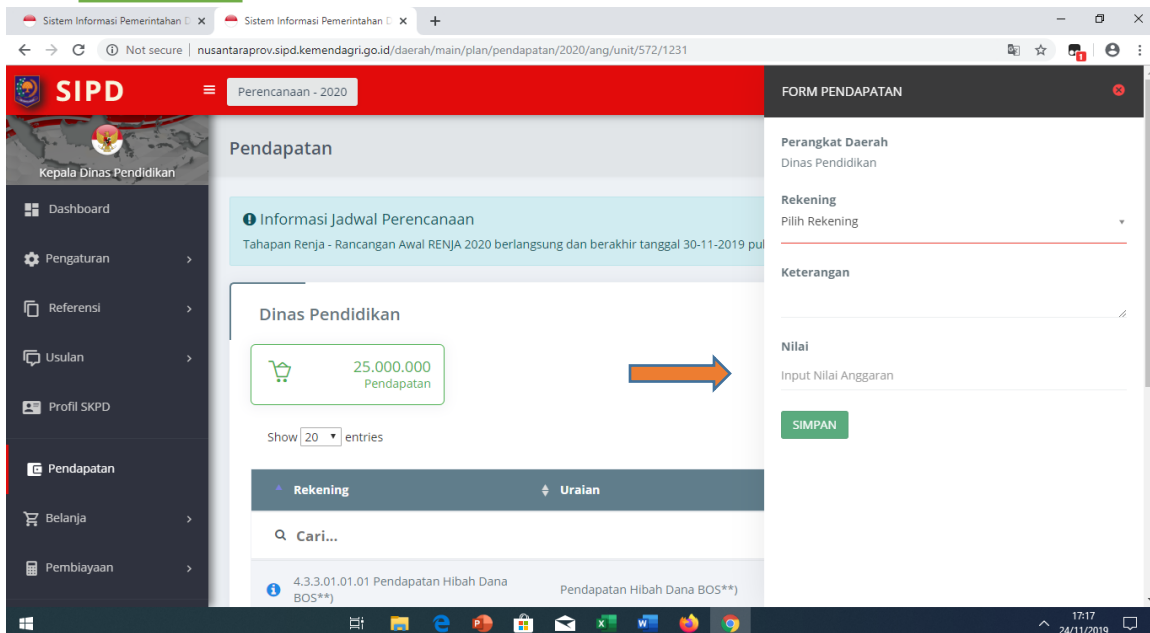 Sistem Informasi Pemerintahan D
Sistem Informasi Pemerintahan D
Not secure | nusantaraprov.sipd.kemendagri.go.id/daerah/main/plan/pendapatan/2020/ang/unit/572/1231
1
SIPD
Perencanaan - 2020
FORM PENDAPATAN
Kepala Dinas Pendidikan
Dashboard
Pengaturan
Referensi
Usulan
Profil SKPD
Pendapatan
Belanja
Pembiayaan
Pendapatan
Informasi Jadwal Perencanaan
Tahapan Renja - Rancangan Awal RENJA 2020 berlangsung dan berakhir tanggal 30-11-2019 pul
Dinas Pendidikan
25.000.000
Pendapatan
Show 20 entries
Rekening Uraian
Cari...
4.3.3.01.01.01 Pendapatan Hibah Dana
BOS**)
Pendapatan Hibah Dana BOS**)
Perangkat Daerah
Dinas Pendidikan
Rekening
Pilih Rekening
Keterangan
Nilai
Input Nilai Anggaran
SIMPAN
17:17
24/11/2019